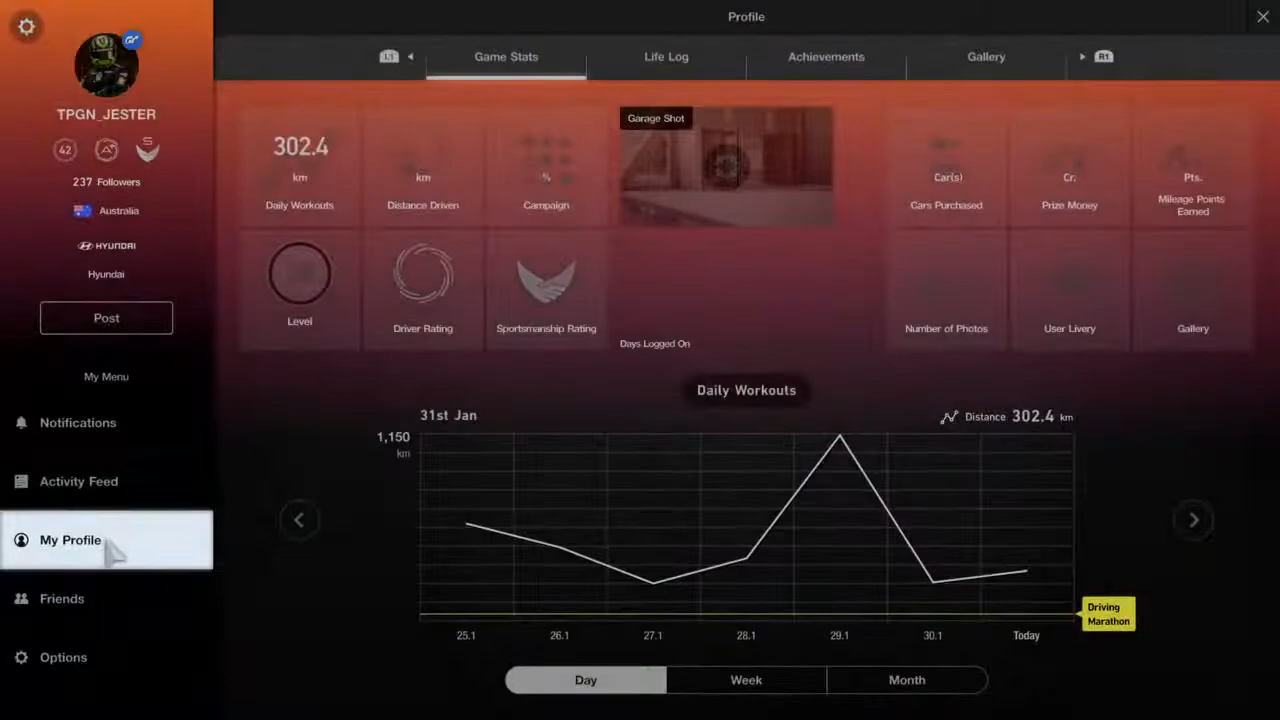 Profile
L1
Game Stats
Life Log
Achievements
Gallery
R1
TPGN_JESTER
42
A+
S
237 Followers
Australia
HYUNDAI
Hyundai
Post
My Menu
Notifications
Activity Feed
My Profile
Friends
Options
302.4
km
Daily Workouts
km
Distance Driven
%
Campaign
Garage Shot
Car(s)
Cars Purchased
Cr.
Prize Money
Pts.
Mileage Points
Earned
Level
Driver Rating
Sportsmanship Rating
Days Logged On
Number of Photos
User Livery
Gallery
Daily Workouts
31st Jan
Distance 302.4 km
1,150
km
Driving
Marathon
25.1
26.1
27.1
28.1
29.1
30.1
Today
Day
Week
Month